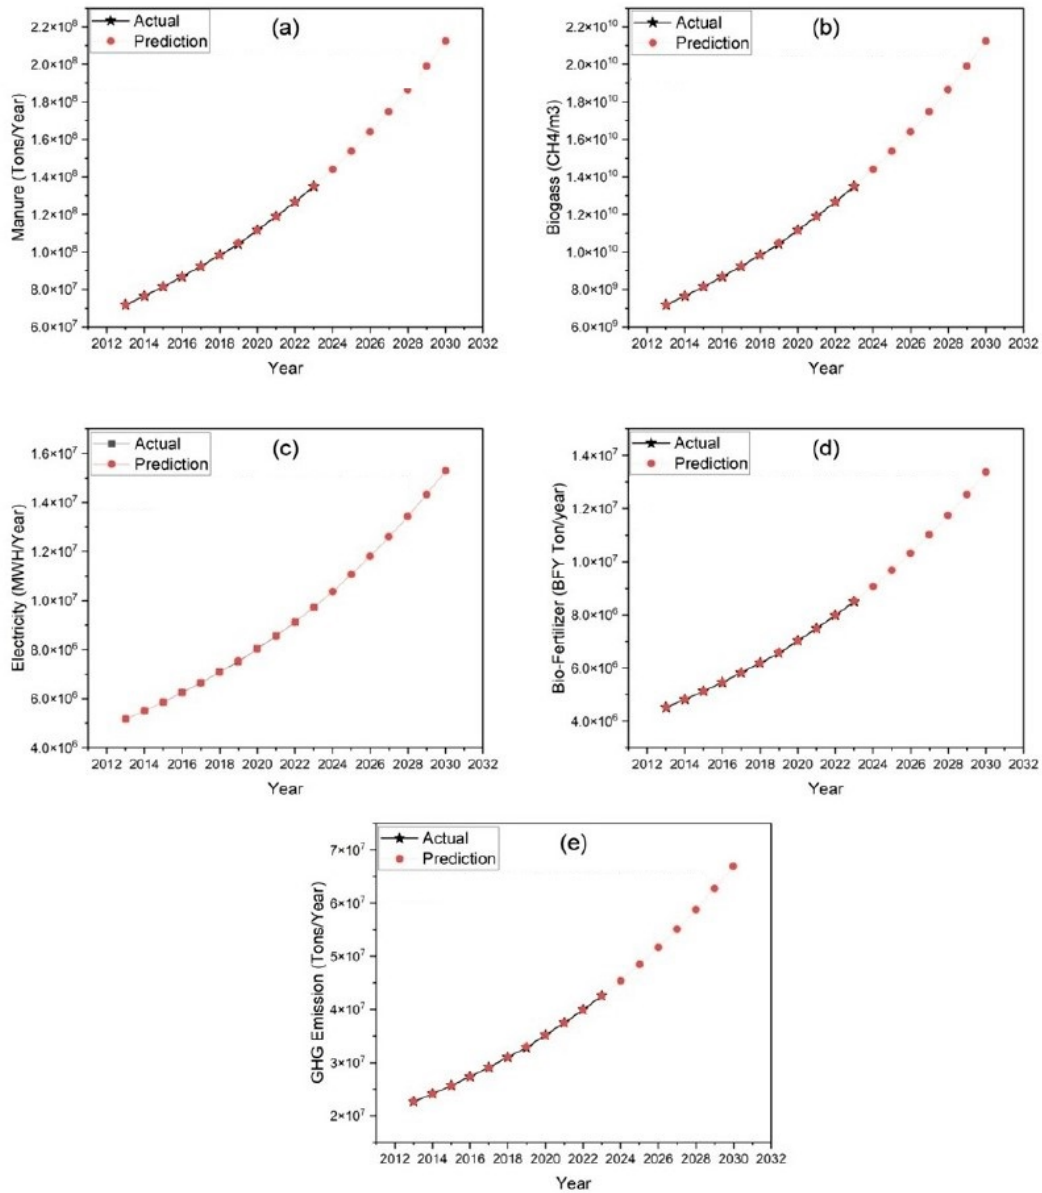 (a)
Actual
Prediction
Manure (Tons/Year)
2.2×10⁸
2.0×10⁸
1.8×10⁸
1.6×10⁸
1.4×10⁸
1.2×10⁸
1.0×10⁸
8.0×10⁷
6.0×10⁷
2012 2014 2016 2018 2020 2022 2024 2026 2028 2030 2032
Year
(b)
Actual
Prediction
Biogass (CH4/m3)
2.2×10¹⁰
2.0×10¹⁰
1.8×10¹⁰
1.6×10¹⁰
1.4×10¹⁰
1.2×10¹⁰
1.0×10¹⁰
8.0×10⁹
6.0×10⁹
2012 2014 2016 2018 2020 2022 2024 2026 2028 2030 2032
Year
(c)
Actual
Prediction
Electricity (MWH/Year)
1.6×10⁷
1.4×10⁷
1.2×10⁷
1.0×10⁷
8.0×10⁶
6.0×10⁶
4.0×10⁶
2012 2014 2016 2018 2020 2022 2024 2026 2028 2030 2032
Year
(d)
Actual
Prediction
Bio-Fertilizer (BFY Ton/year)
1.4×10⁷
1.2×10⁷
1.0×10⁷
8.0×10⁶
6.0×10⁶
4.0×10⁶
2012 2014 2016 2018 2020 2022 2024 2026 2028 2030 2032
Year
(e)
Actual
Prediction
GHG Emission (Tons/Year)
7×10⁷
6×10⁷
5×10⁷
4×10⁷
3×10⁷
2×10⁷
2012 2014 2016 2018 2020 2022 2024 2026 2028 2030 2032
Year